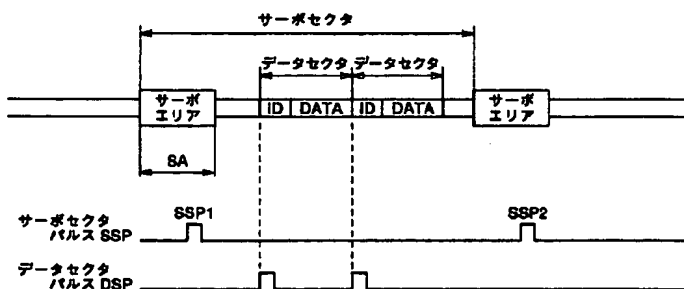 サーボセクタ
データセクタ データセクタ
サーボ
エリア
ID DATA ID DATA
サーボ
エリア
SA
SSP1 SSP2
サーボセクタ
パルス SSP
データセクタ
パルス DSP